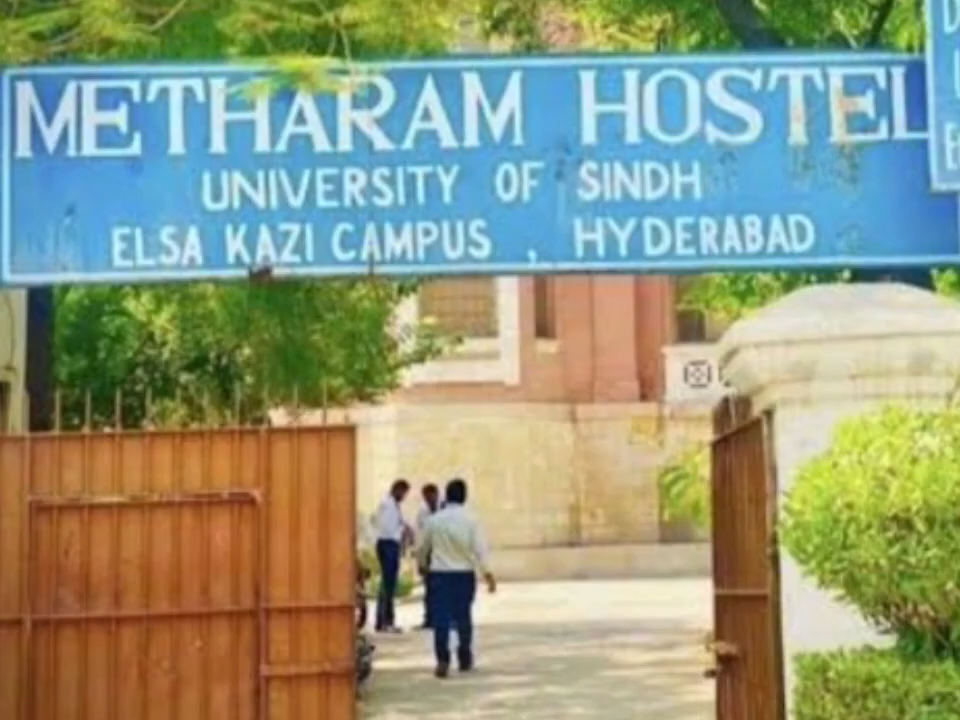 METHARAM HOSTEL
UNIVERSITY OF SINDH
ELSA KAZI CAMPUS , HYDERABAD